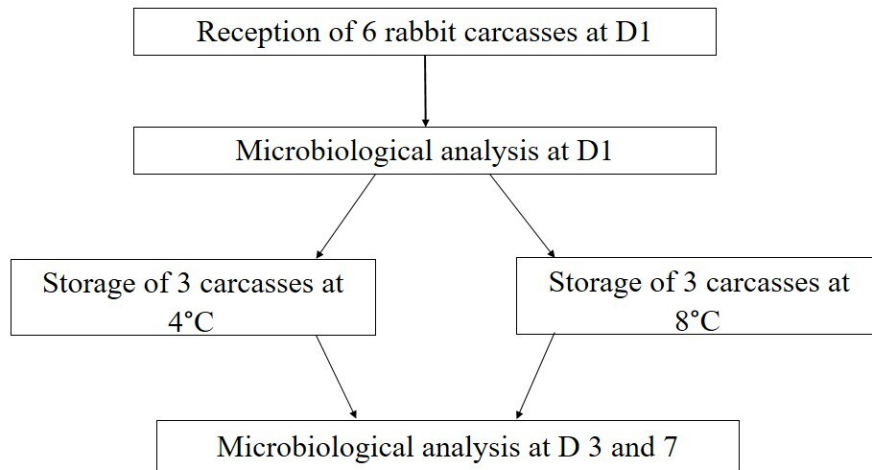 Reception of 6 rabbit carcasses at D1
Microbiological analysis at D1
Storage of 3 carcasses at
4°C
Storage of 3 carcasses at
8°C
Microbiological analysis at D 3 and 7